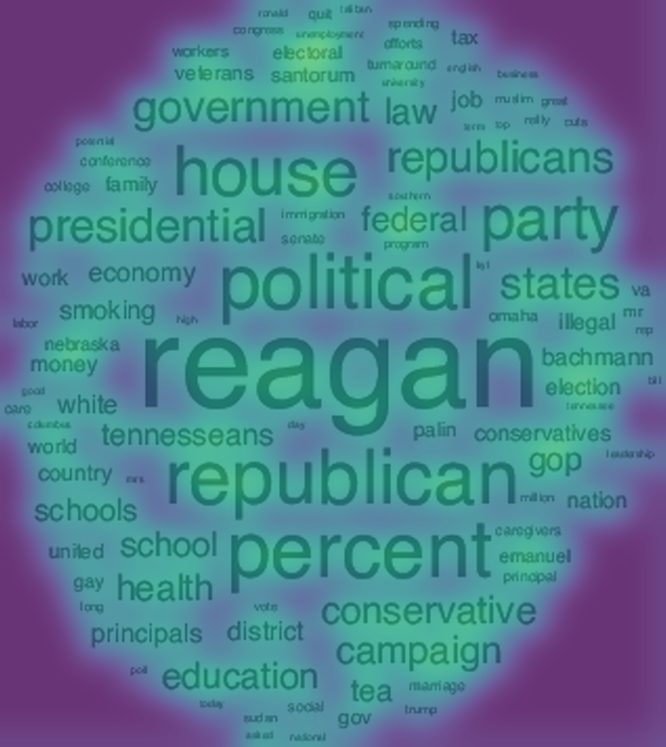 ronald quit taliban
congress unemployment spending
workers electoral efforts tax
veterans santorum turnaround english business
university
government law job muslim great
term top really cuts
potential
conference house republicans
college family southern
presidential immigration federal party
senate program
work economy political states va
smoking high omaha illegal mr
labor rep
nebraska reagan bachmann
money election bill
good
care white tennessee
columbia day
world tennesseans palin conservatives
country republican gop leadership
schools million nation
united school percent caregivers
emanuel
gay health principal
long vote conservative
principals district campaign
poll education tea marriage
today social trump
sudan gov
asked national